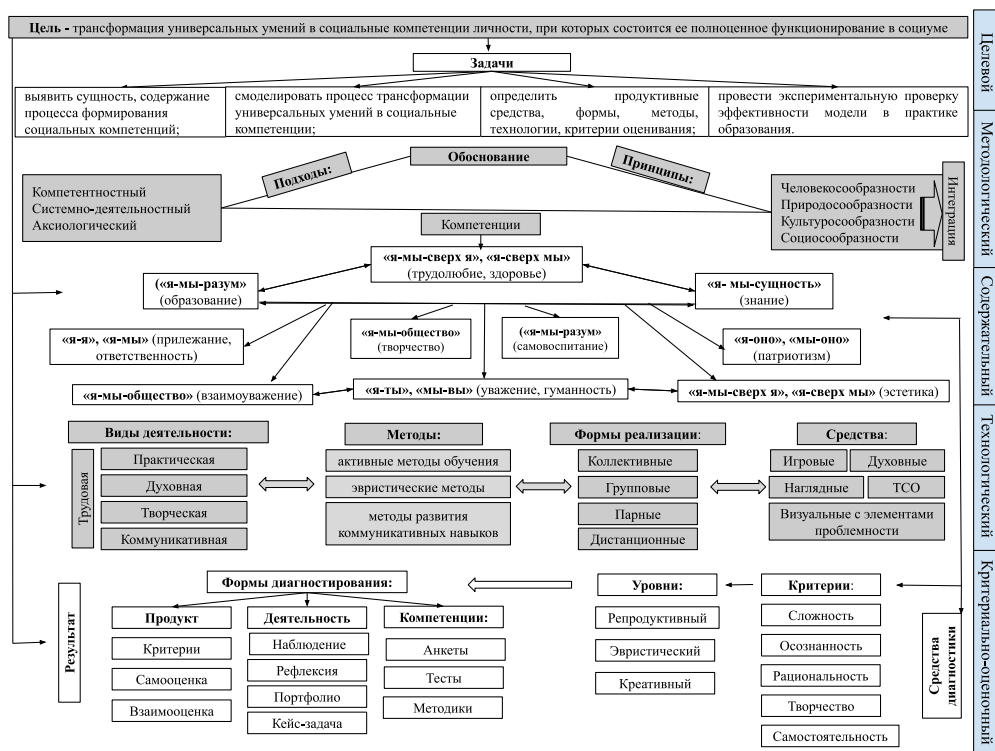 Цель - трансформация универсальных умений в социальные компетенции личности, при которых состоится ее полноценное функционирование в социуме
Задачи
выявить сущность, содержание
процесса формирования
социальных компетенций;
смоделировать процесс трансформации
универсальных умений в социальные
компетенции;
определить продуктивные
средства, формы, методы,
технологии, критерии оценивания;
провести экспериментальную проверку
эффективности модели в практике
образования.
Целевой
Обоснование
Подходы:
Принципы:
Компетентностный
Системно-деятельностный
Аксиологический
Человекосообразности
Природосообразности
Культуросообразности
Социосообразности
Интеграция
Методологический
Компетенции
«я-мы-сверх я», «я-сверх мы»
(трудолюбие, здоровье)
(«я-мы-разум»
(образование)
«я- мы-сущность»
(знание)
«я-я», «я-мы» (прилежание,
ответственность)
«я-мы-общество»
(творчество)
(«я-мы-разум»
(самовоспитание)
«я-оно», «мы-оно»
(патриотизм)
«я-мы-общество» (взаимоуважение)
«я-ты», «мы-вы» (уважение, гуманность)
«я-мы-сверх я», «я-сверх мы» (эстетика)
Содержательный
Виды деятельности:
Трудовая
Практическая
Духовная
Творческая
Коммуникативная
Методы:
активные методы обучения
эвристические методы
методы развития
коммуникативных навыков
Формы реализации:
Коллективные
Групповые
Парные
Дистанционные
Средства:
Игровые
Духовные
Наглядные
ТСО
Визуальные с элементами
проблемности
Технологический
Результат
Формы диагностирования:
Продукт
Критерии
Самооценка
Взаимооценка
Деятельность
Наблюдение
Рефлексия
Портфолио
Кейс-задача
Компетенции:
Анкеты
Тесты
Методики
Уровни:
Репродуктивный
Эвристический
Креативный
Критерии:
Сложность
Осознанность
Рациональность
Творчество
Самостоятельность
Средства
диагностики
Критериально-оценочный